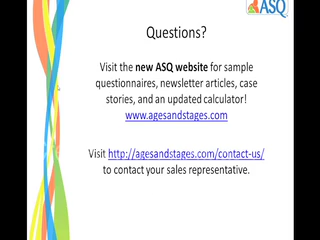 ASQ
Questions?
Visit the new ASQ website for sample
questionnaires, newsletter articles, case
stories, and an updated calculator!
www.agesandstages.com
Visit http://agesandstages.com/contact-us/
to contact your sales representative.